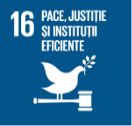 16 PACE, JUSTIȚIE
ȘI INSTITUȚII
EFICIENTE